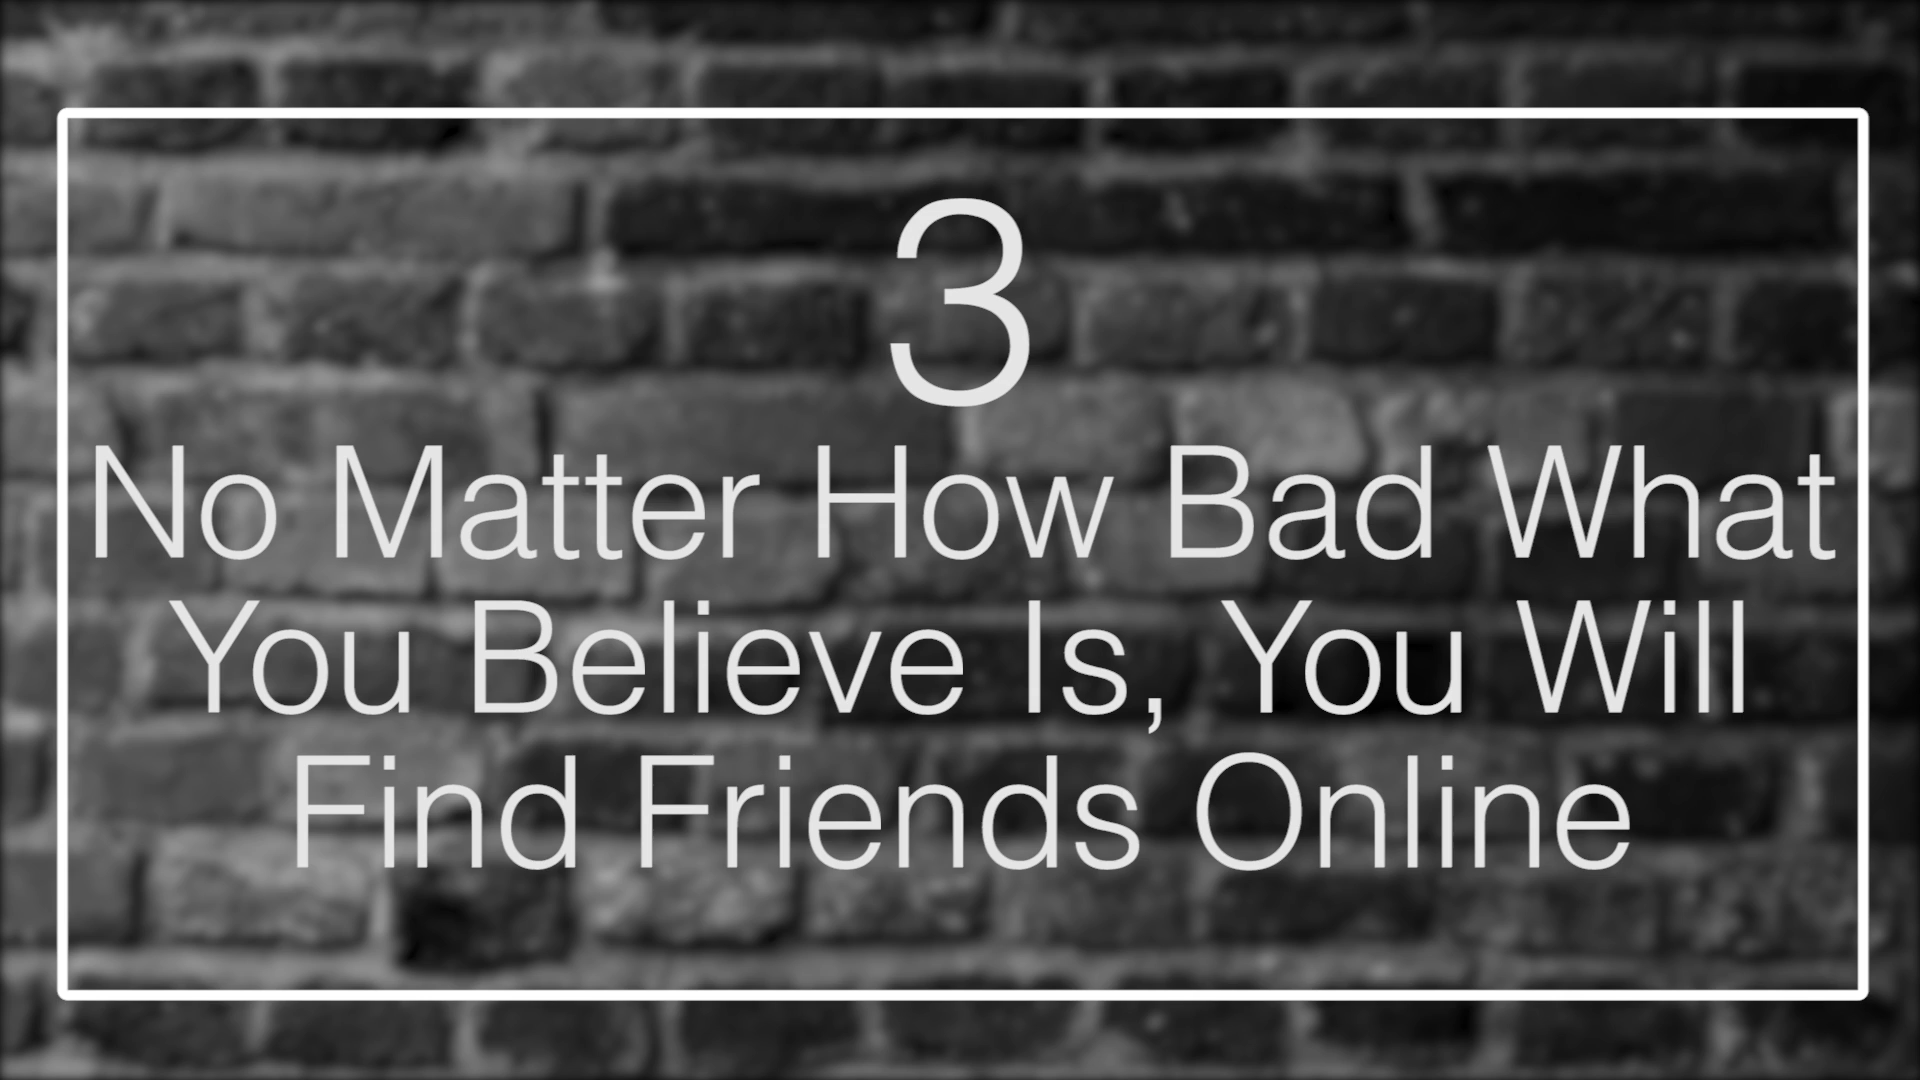 3
No Matter How Bad What
You Believe Is, You Will
Find Friends Online